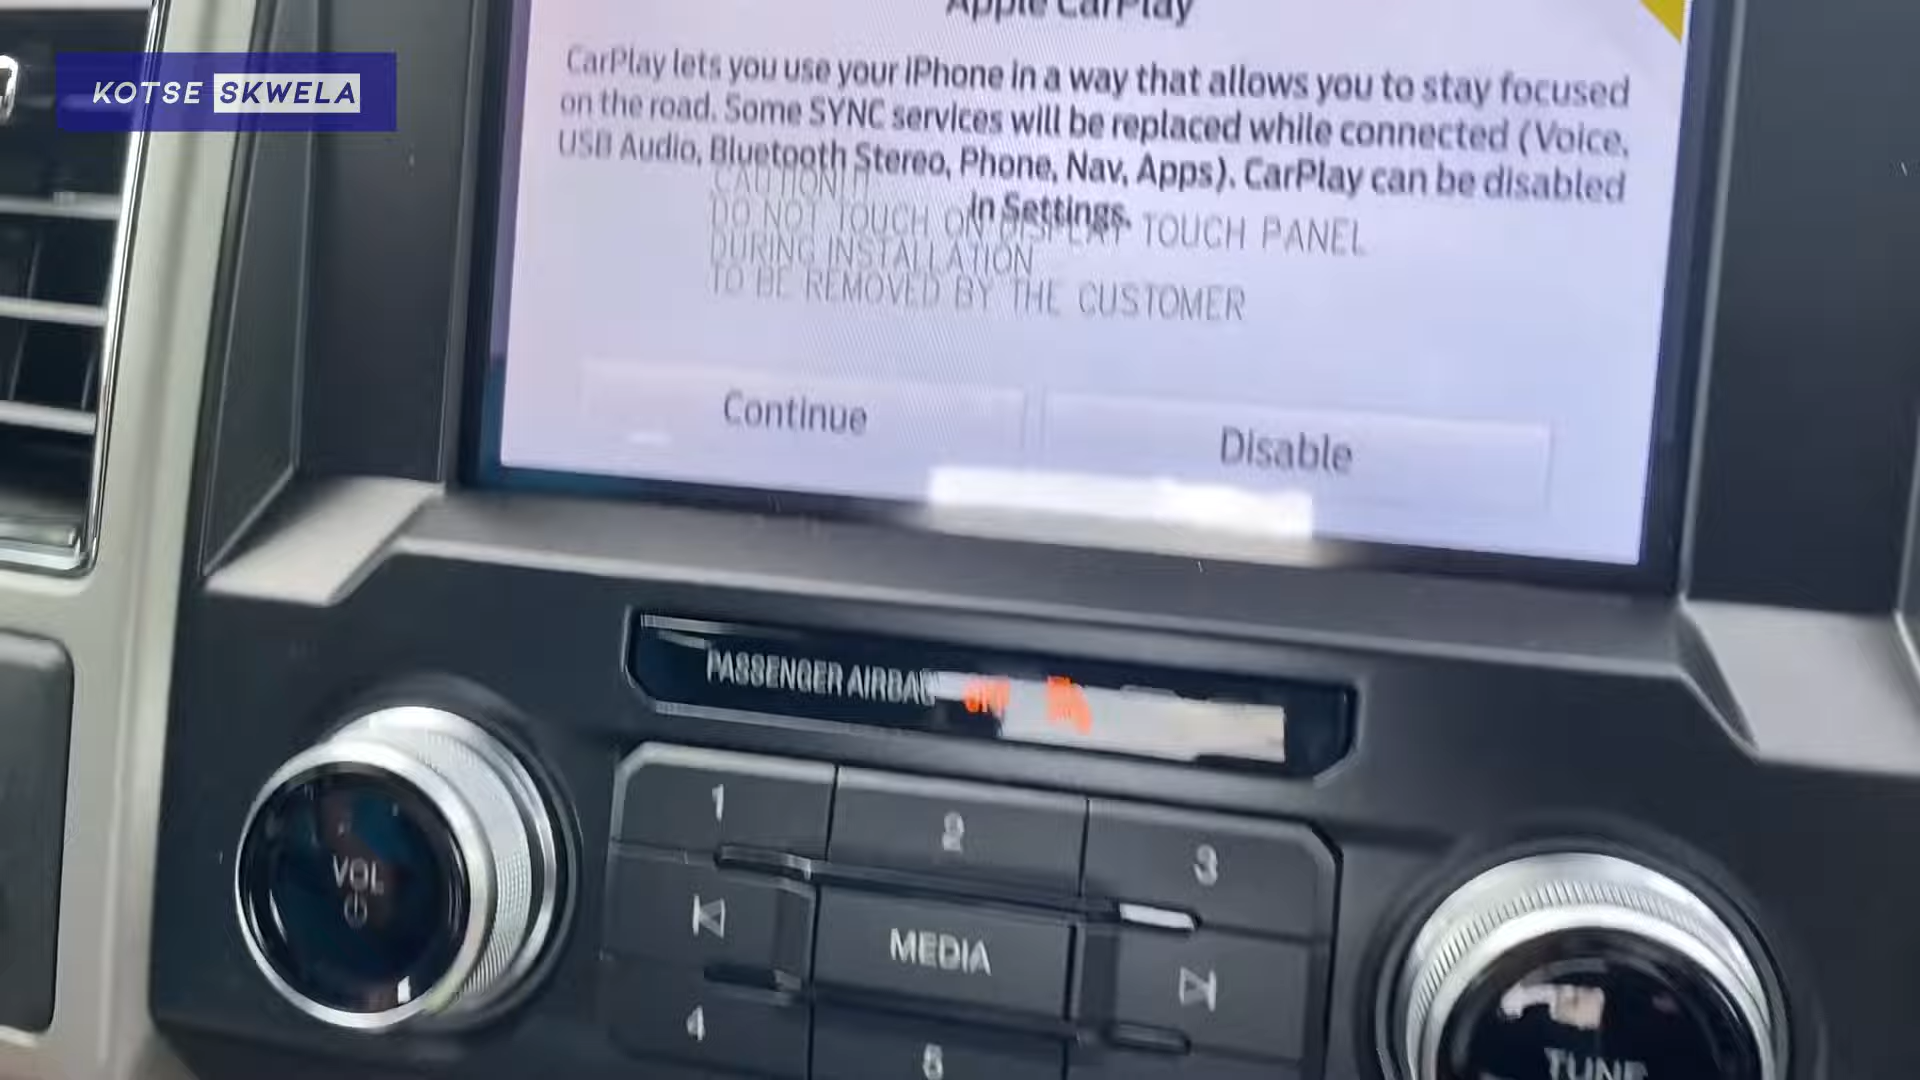 KOTSE SKWELA
Apple CarPlay
CarPlay lets you use your iPhone in a way that allows you to stay focused
on the road. Some SYNC services will be replaced while connected (Voice,
USB Audio, Bluetooth Stereo, Phone, Nav, Apps). CarPlay can be disabled
in Settings.
CAUTION!!
DO NOT TOUCH ON DISPLAY TOUCH PANEL
DURING INSTALLATION
TO BE REMOVED BY THE CUSTOMER
Continue
Disable
PASSENGER AIRBAG OFF
1
2
3
VOL
MEDIA
4
5
TUNE